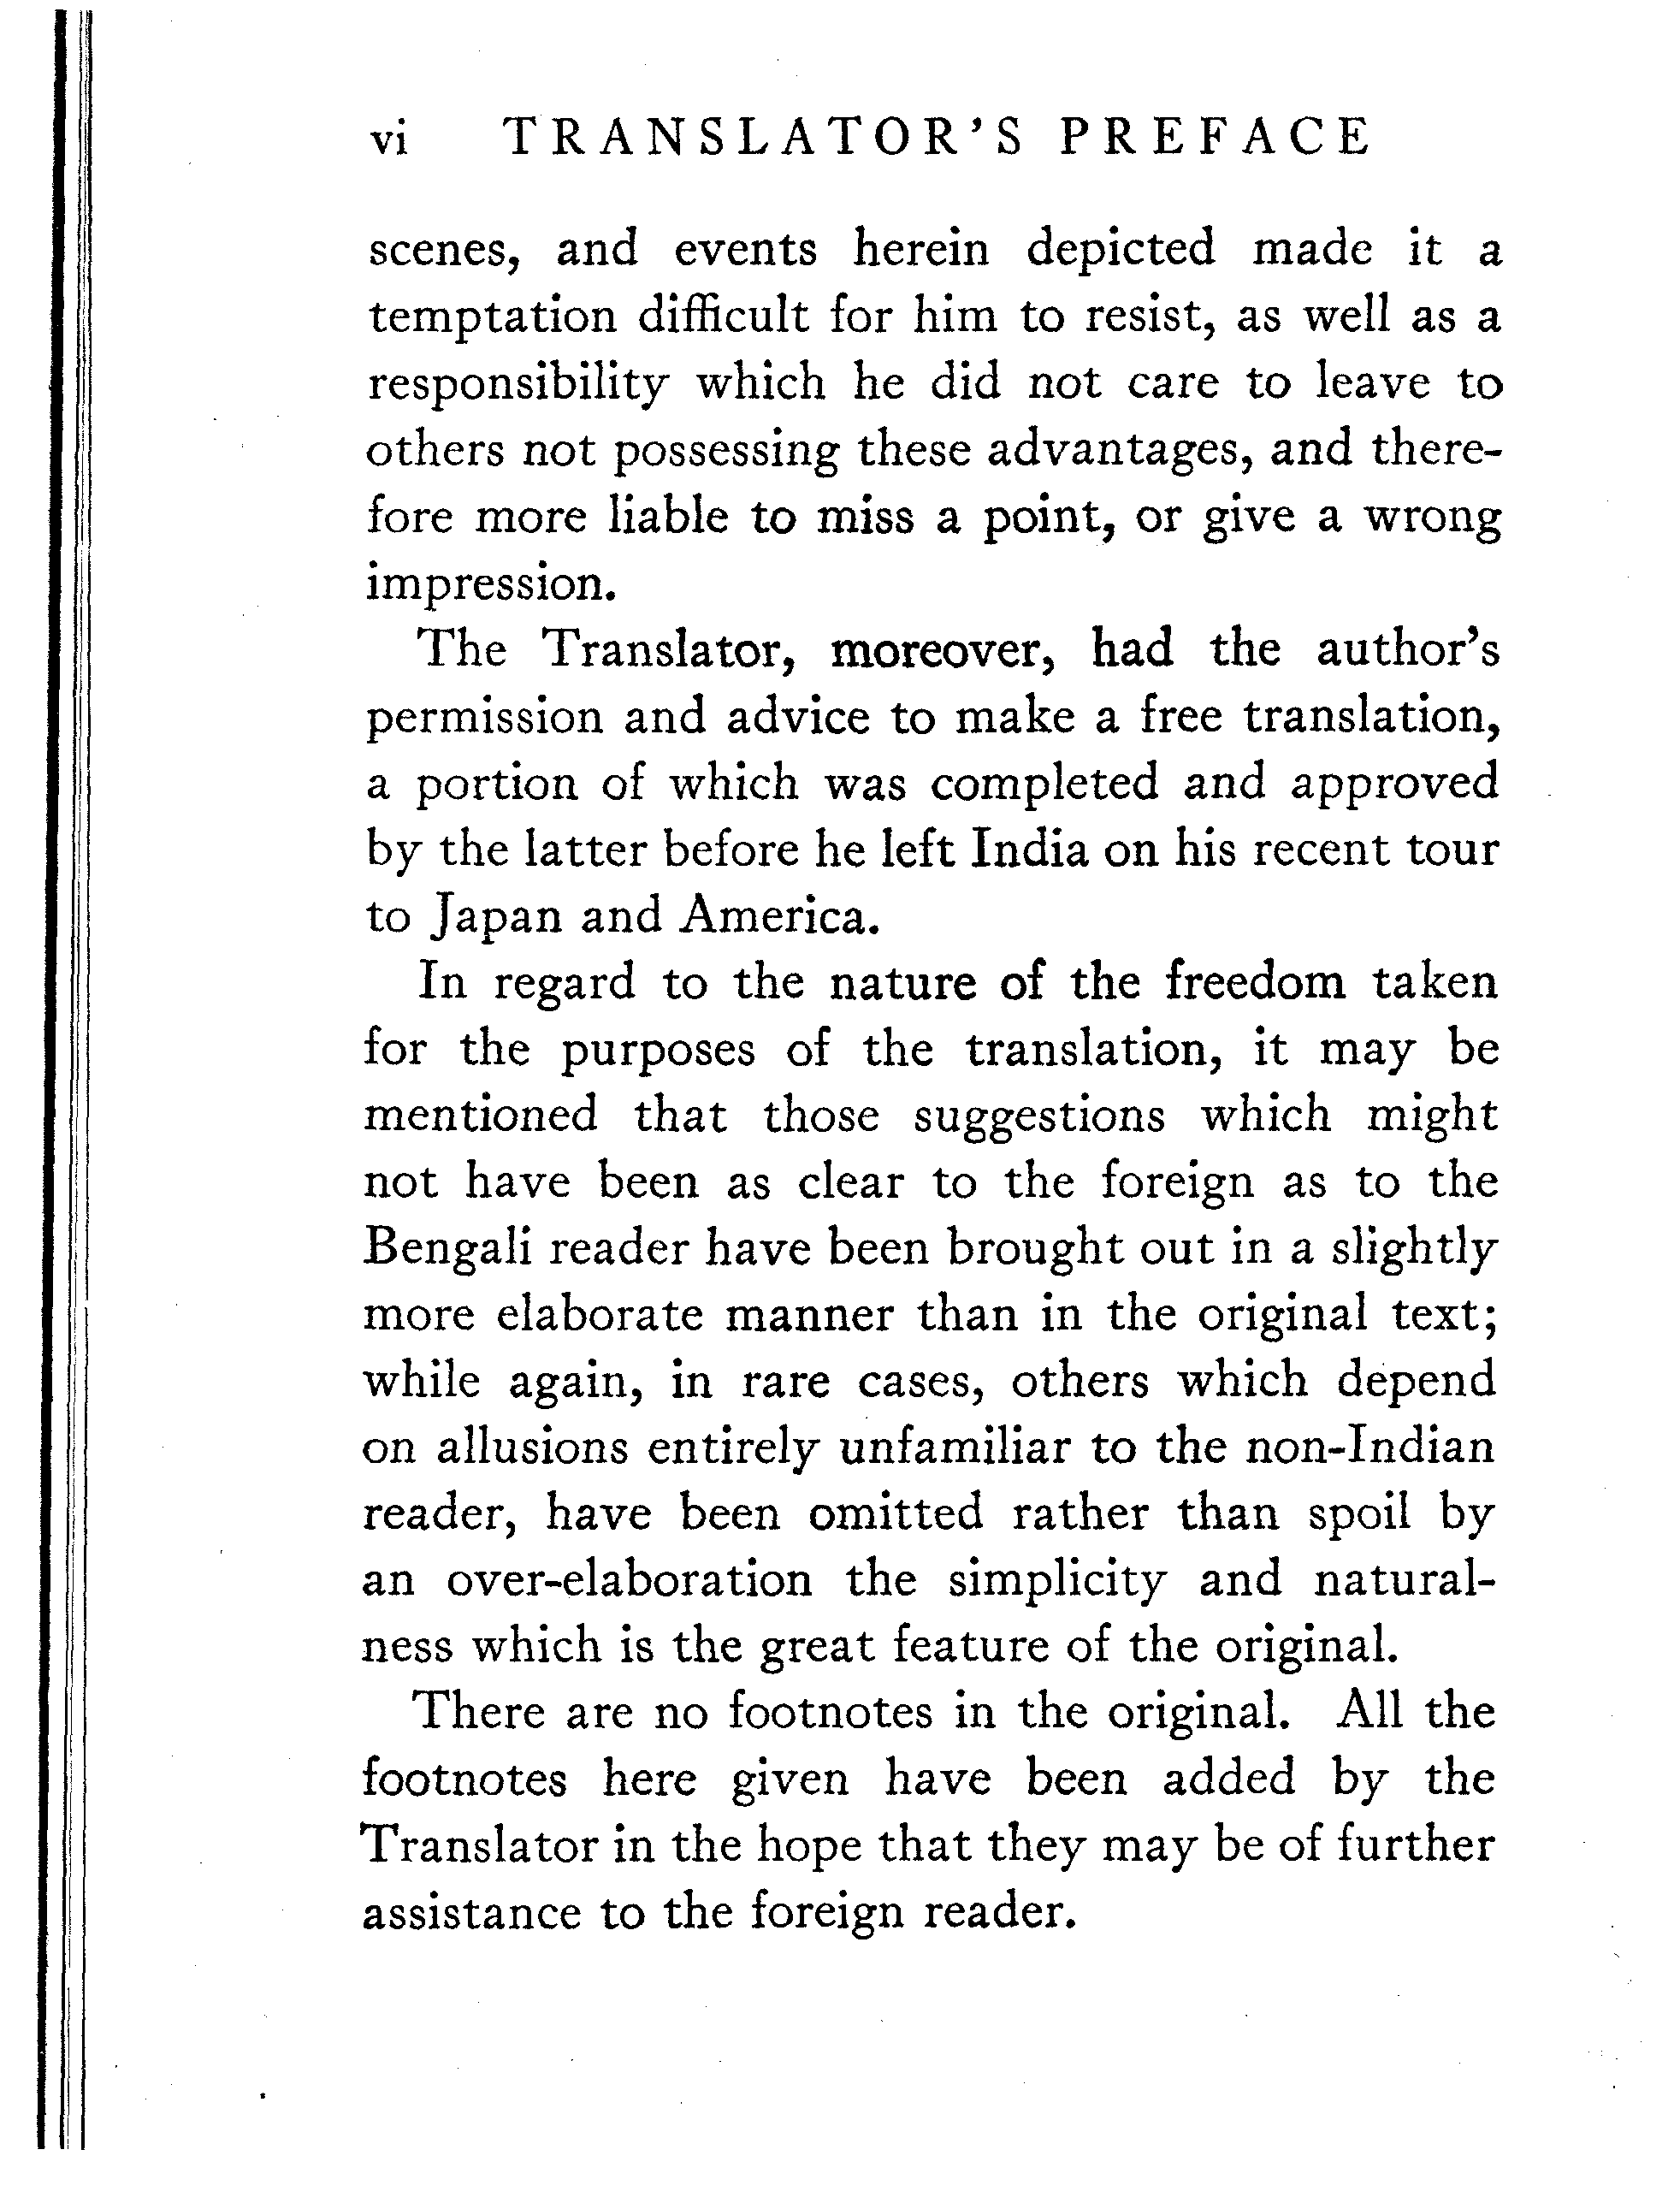 vi TRANSLATOR'S PREFACE
scenes, and events herein depicted made it a
temptation difficult for him to resist, as well as a
responsibility which he did not care to leave to
others not possessing these advantages, and there-
fore more liable to miss a point, or give a wrong
impression.
The Translator, moreover, had the author's
permission and advice to make a free translation,
a portion of which was completed and approved
by the latter before he left India on his recent tour
to Japan and America.
In regard to the nature of the freedom taken
for the purposes of the translation, it may be
mentioned that those suggestions which might
not have been as clear to the foreign as to the
Bengali reader have been brought out in a slightly
more elaborate manner than in the original text;
while again, in rare cases, others which depend
on allusions entirely unfamiliar to the non-Indian
reader, have been omitted rather than spoil by
an over-elaboration the simplicity and natural-
ness which is the great feature of the original.
There are no footnotes in the original. All the
footnotes here given have been added by the
Translator in the hope that they may be of further
assistance to the foreign reader.